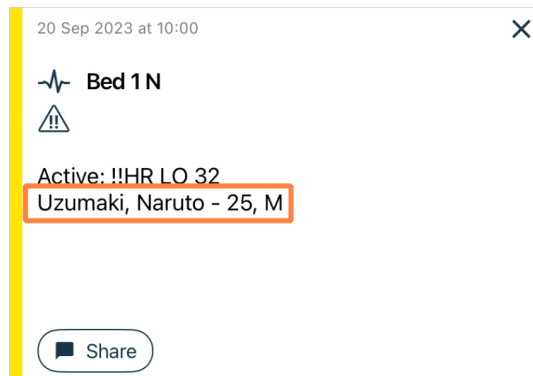 20 Sep 2023 at 10:00
Bed 1 N
Active: !!HR LO 32
Uzumaki, Naruto - 25, M
Share